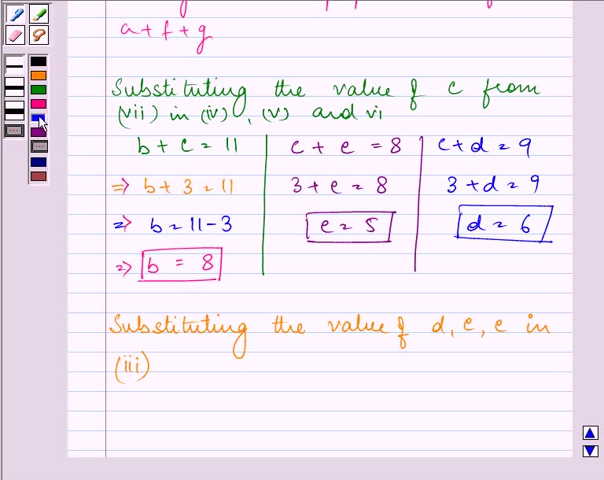 a + f + g
Substituting the value of c from
(vii) in (iv), (v) and vi
b + c = 11
c + e = 8
c + d = 9
=> b + 3 = 11
3 + e = 8
3 + d = 9
=> b = 11 - 3
e = 5
d = 6
=> b = 8
Substituting the value of d, c, e in
(iii)